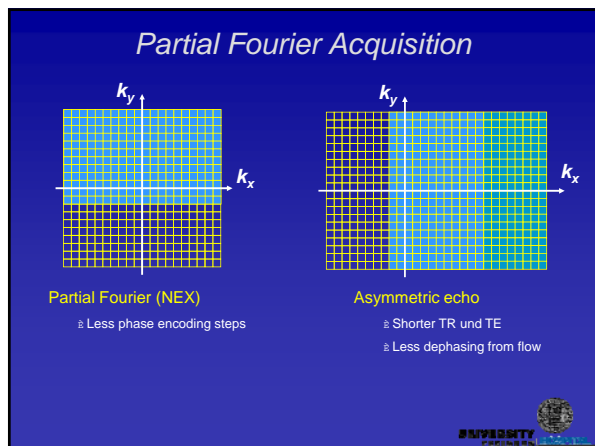 Partial Fourier Acquisition
ky
kx
Partial Fourier (NEX)
Less phase encoding steps
ky
kx
Asymmetric echo
Shorter TR und TE
Less dephasing from flow
UNIVERSITY